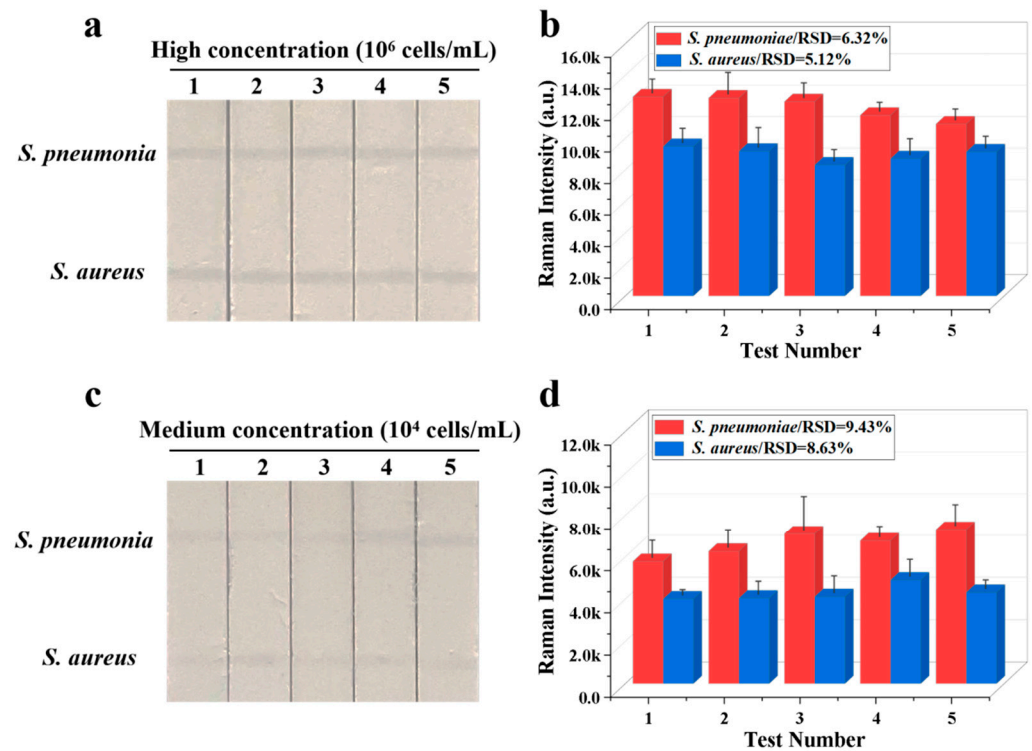 a
High concentration (10⁶ cells/mL)
1 2 3 4 5
S. pneumonia
S. aureus
b
S. pneumoniae/RSD=6.32%
S. aureus/RSD=5.12%
16.0k
14.0k
12.0k
10.0k
8.0k
6.0k
4.0k
2.0k
0.0
Raman Intensity (a.u.)
1 2 3 4 5
Test Number
c
Medium concentration (10⁴ cells/mL)
1 2 3 4 5
S. pneumonia
S. aureus
d
S. pneumoniae/RSD=9.43%
S. aureus/RSD=8.63%
12.0k
10.0k
8.0k
6.0k
4.0k
2.0k
0.0
Raman Intensity (a.u.)
1 2 3 4 5
Test Number